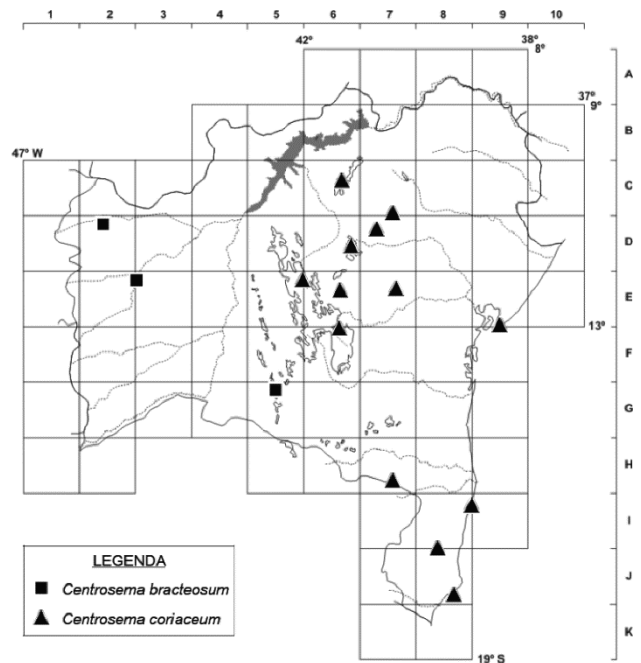 1 2 3 4 5 6 7 8 9 10
42° 38°
8°
A
37°
9°
B
47° W
C
D
E
13°
F
G
H
I
LEGENDA
J
Centrosema bracteosum
Centrosema coriaceum
K
19° S